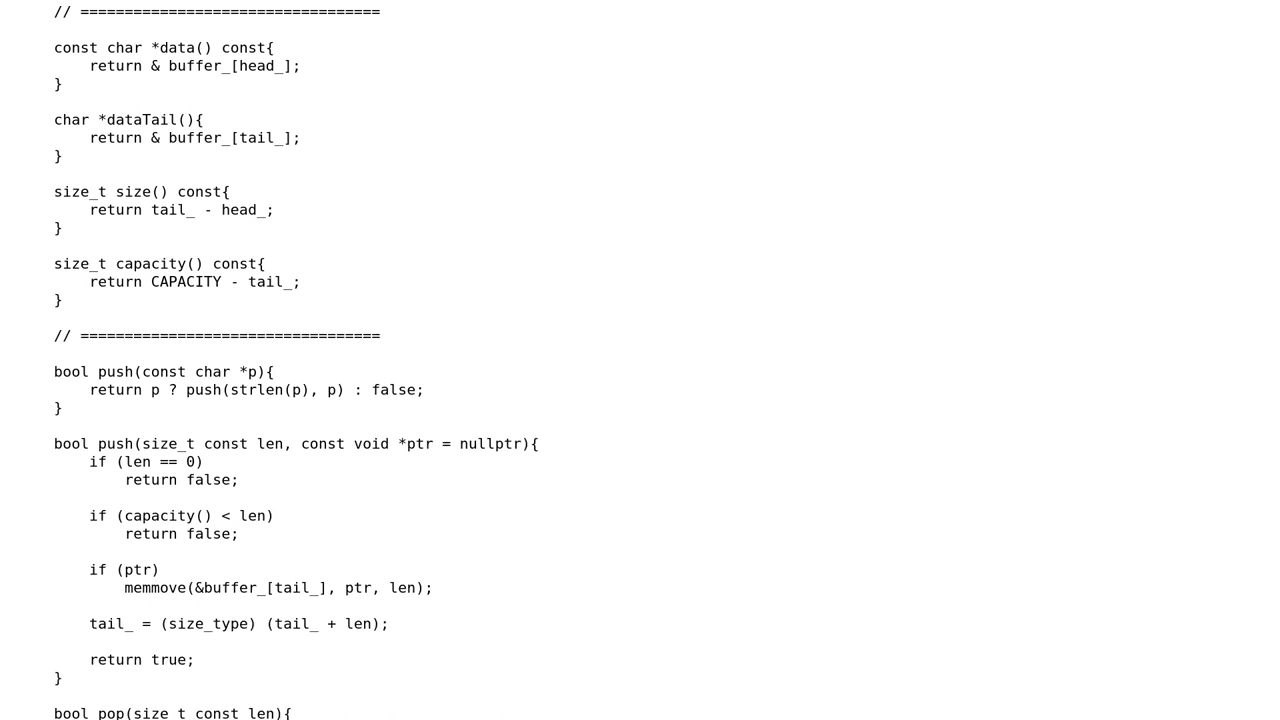 // ==================================
const char *data() const{
    return & buffer_[head_];
}
char *dataTail(){
    return & buffer_[tail_];
}
size_t size() const{
    return tail_ - head_;
}
size_t capacity() const{
    return CAPACITY - tail_;
}
// ==================================
bool push(const char *p){
    return p ? push(strlen(p), p) : false;
}
bool push(size_t const len, const void *ptr = nullptr){
    if (len == 0)
        return false;
    if (capacity() < len)
        return false;
    if (ptr)
        memmove(&buffer_[tail_], ptr, len);
    tail_ = (size_type) (tail_ + len);
    return true;
}
bool pop(size_t const len){